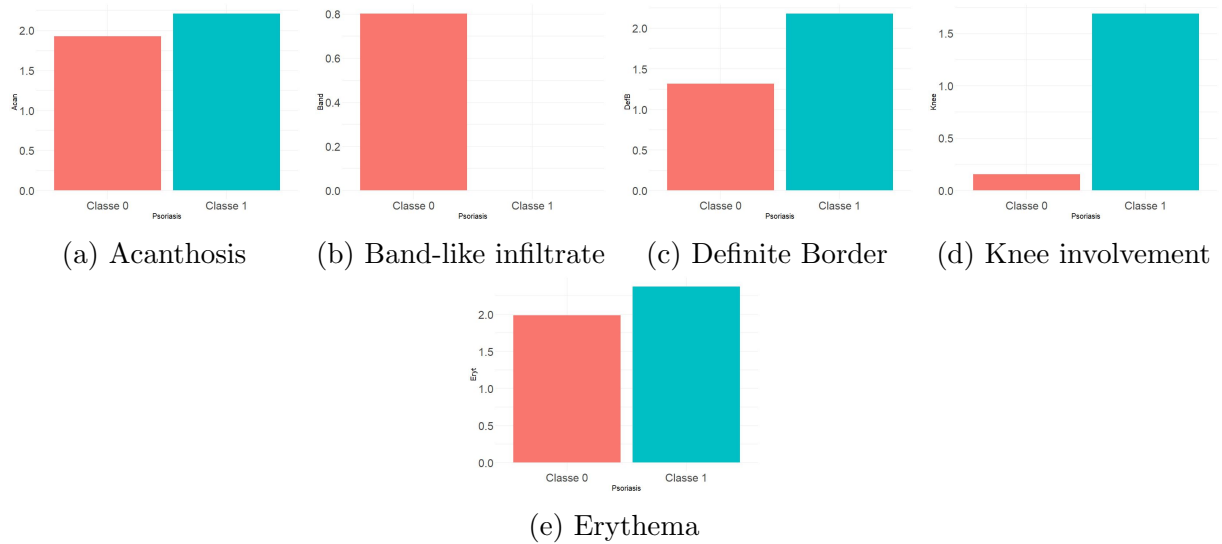 Acan
2.0
1.5
1.0
0.5
0.0
Classe 0 Classe 1
Psoriasis
(a) Acanthosis
Band
0.8
0.6
0.4
0.2
0.0
Classe 0 Classe 1
Psoriasis
(b) Band-like infiltrate
DefB
2.0
1.5
1.0
0.5
0.0
Classe 0 Classe 1
Psoriasis
(c) Definite Border
Knee
1.5
1.0
0.5
0.0
Classe 0 Classe 1
Psoriasis
(d) Knee involvement
Eryt
2.0
1.5
1.0
0.5
0.0
Classe 0 Classe 1
Psoriasis
(e) Erythema